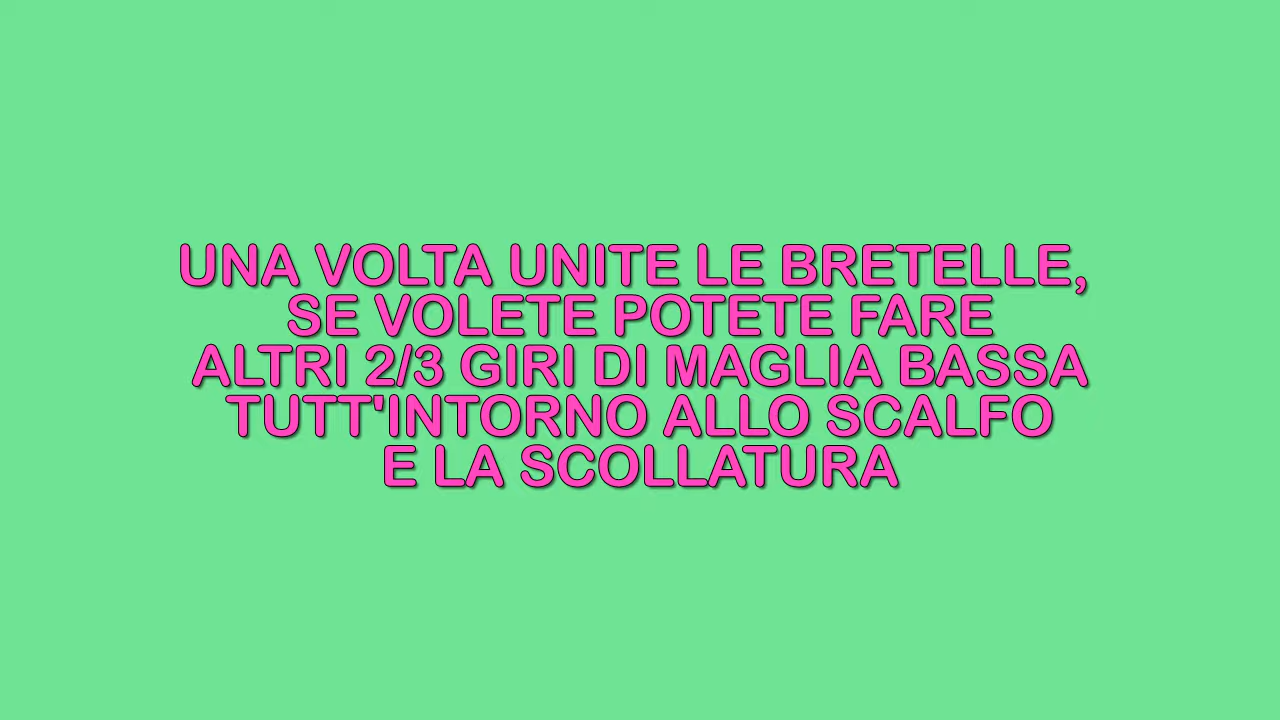 UNA VOLTA UNITE LE BRETELLE,
SE VOLETE POTETE FARE
ALTRI 2/3 GIRI DI MAGLIA BASSA
TUTT'INTORNO ALLO SCALFO
E LA SCOLLATURA